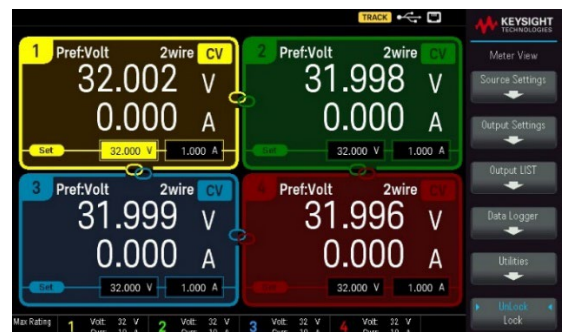 TRACK
KEYSIGHT
TECHNOLOGIES
Meter View
Source Settings
Output Settings
Output LIST
Data Logger
Utilities
UnLock
Lock
1 Pref:Volt 2wire CV
32.002 V
0.000 A
Set 32.000 V 1.000 A
2 Pref:Volt 2wire CV
31.998 V
0.000 A
Set 32.000 V 1.000 A
3 Pref:Volt 2wire CV
31.999 V
0.000 A
Set 32.000 V 1.000 A
4 Pref:Volt 2wire CV
31.996 V
0.000 A
Set 32.000 V 1.000 A
Max Rating 1 Volt: 32 V 2 Volt: 32 V 3 Volt: 32 V 4 Volt: 32 V